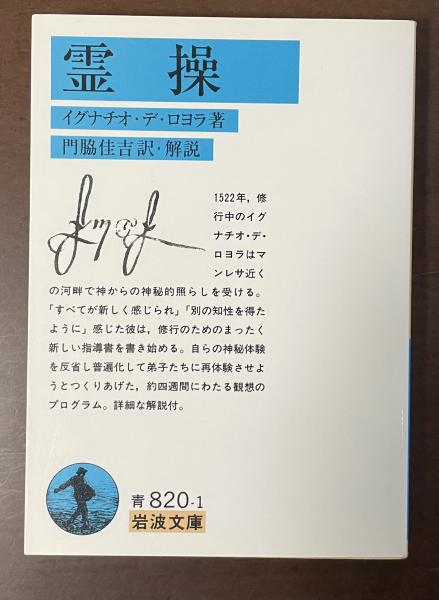 霊操
イグナチオ・デ・ロヨラ著
門脇佳吉訳・解説
1522年，修
行中のイグ
ナチオ・デ・
ロヨラはマ
ンレサ近く
の河畔で神からの神秘的照らしを受ける。
「すべてが新しく感じられ」「別の知性を得た
ように」感じた彼は，修行のためのまったく
新しい指導書を書き始める。自らの神秘体験
を反省し普遍化して弟子たちに再体験させよ
うとつくりあげた，約四週間にわたる観想の
プログラム。詳細な解説付。
青820-1
岩波文庫